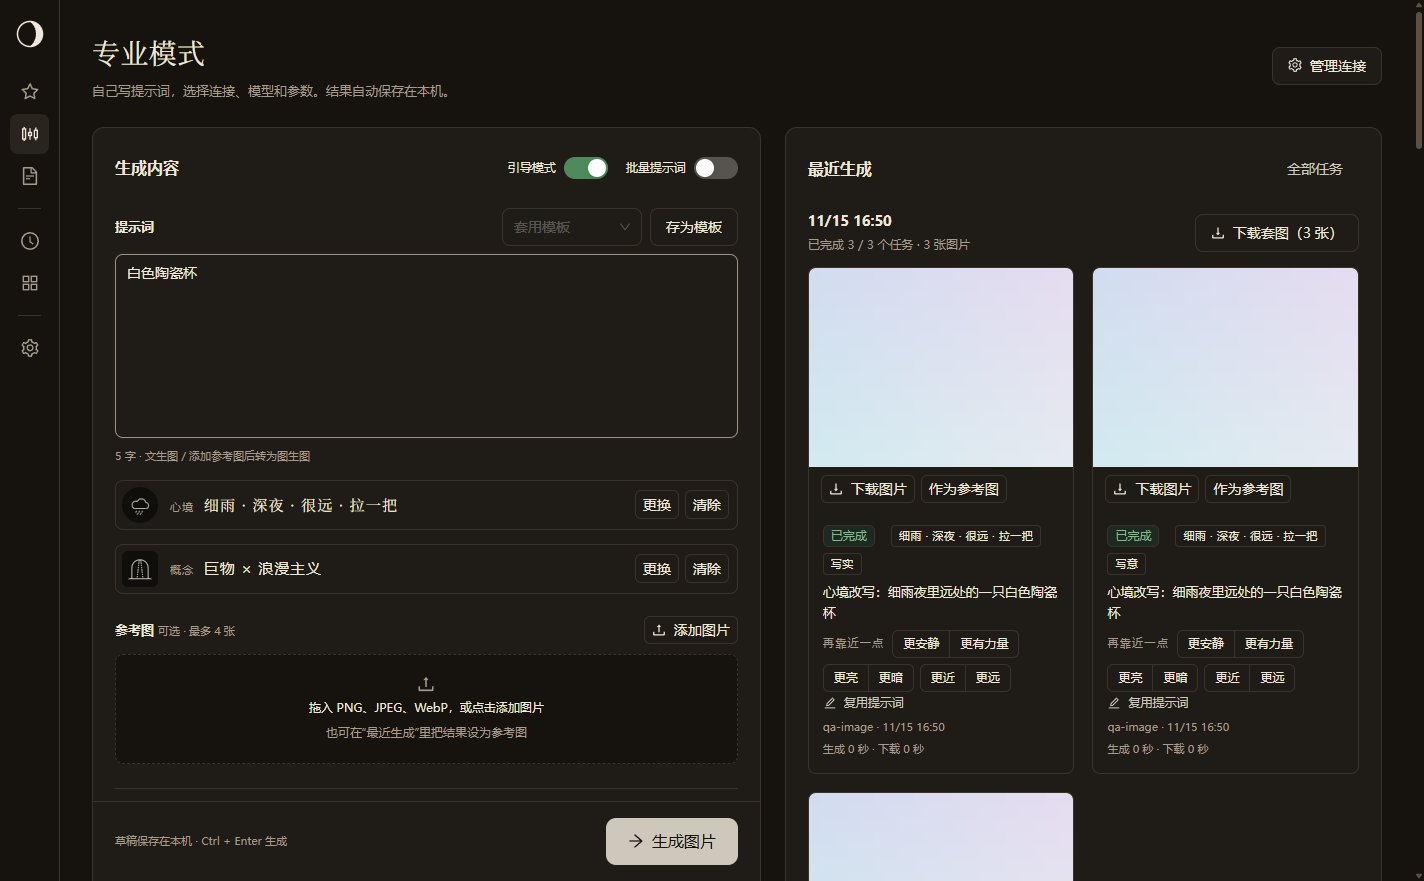 专业模式
自己写提示词，选择连接、模型和参数。结果自动保存在本机。
管理连接
生成内容
引导模式
批量提示词
提示词
套用模板
存为模板
白色陶瓷杯
5 字 · 文生图 / 添加参考图后转为图生图
心境 细雨 · 深夜 · 很远 · 拉一把
更换
清除
概念 巨物 × 浪漫主义
更换
清除
参考图 可选 · 最多 4 张
添加图片
拖入 PNG、JPEG、WebP，或点击添加图片
也可在“最近生成”里把结果设为参考图
草稿保存在本机 · Ctrl + Enter 生成
生成图片
最近生成
全部任务
11/15 16:50
已完成 3 / 3 个任务 · 3 张图片
下载套图（3 张）
下载图片
作为参考图
已完成
细雨 · 深夜 · 很远 · 拉一把
写实
心境改写：细雨夜里远处的一只白色陶瓷
杯
再靠近一点
更安静
更有力量
更亮
更暗
更近
更远
复用提示词
qa-image · 11/15 16:50
生成 0 秒 · 下载 0 秒
下载图片
作为参考图
已完成
细雨 · 深夜 · 很远 · 拉一把
写意
心境改写：细雨夜里远处的一只白色陶瓷
杯
再靠近一点
更安静
更有力量
更亮
更暗
更近
更远
复用提示词
qa-image · 11/15 16:50
生成 0 秒 · 下载 0 秒